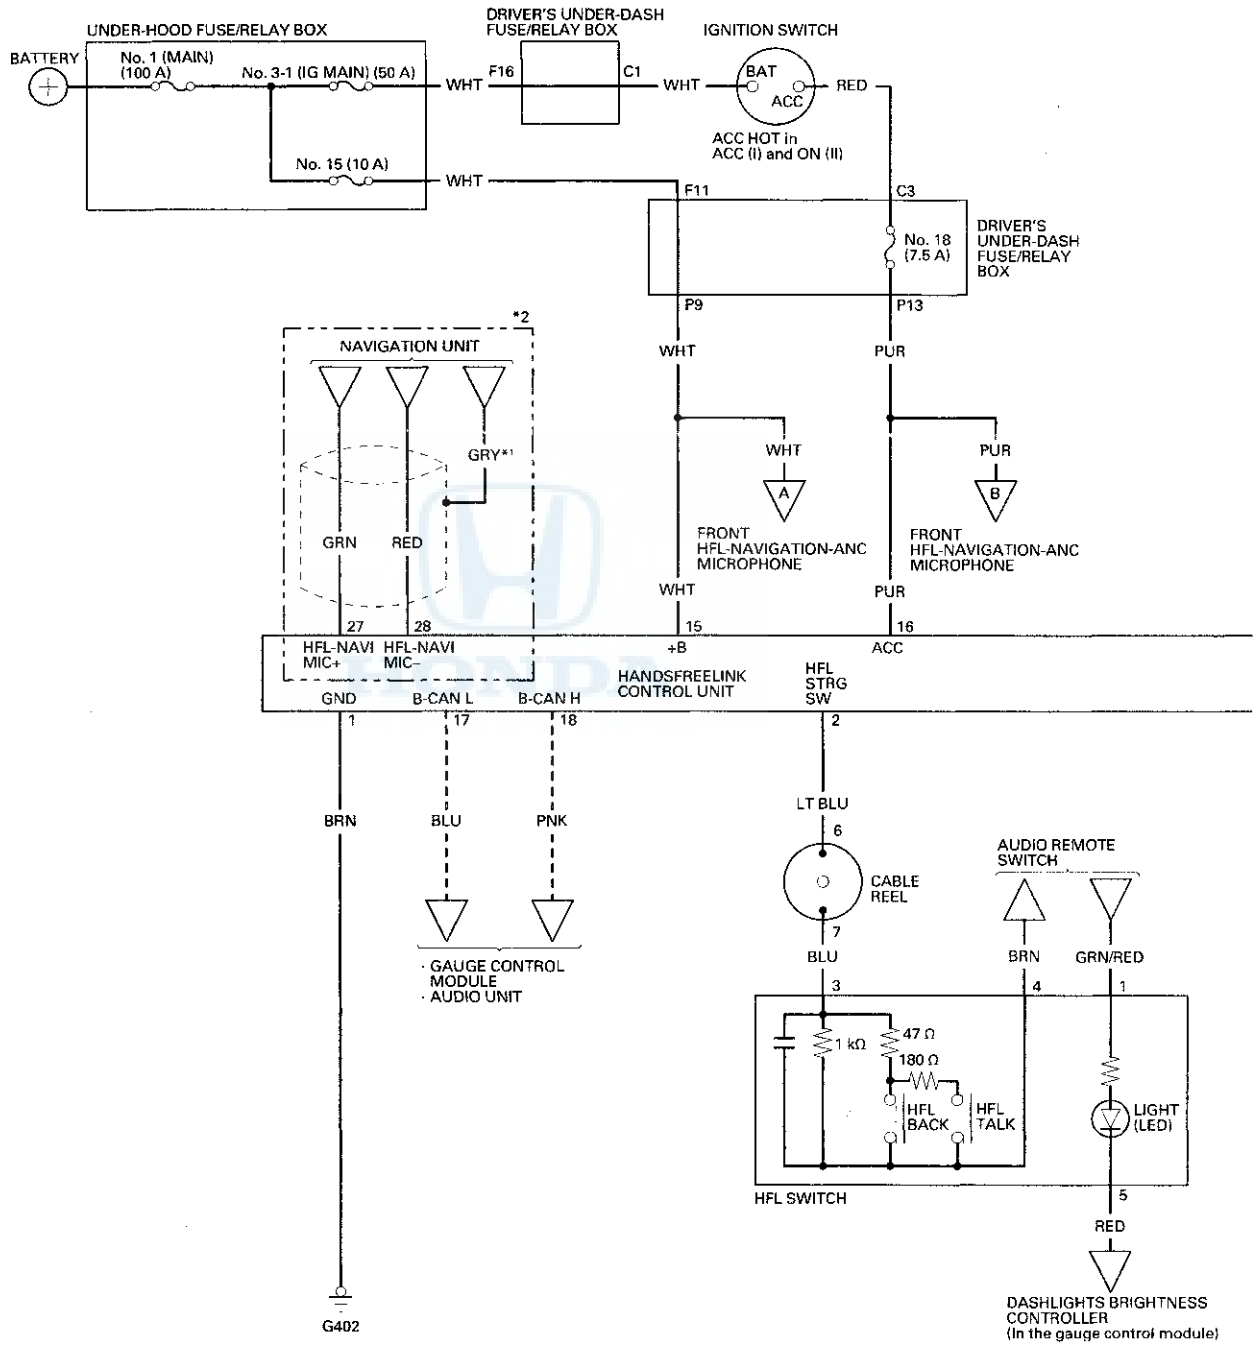 UNDER-HOOD FUSE/RELAY BOX
DRIVER'S UNDER-DASH
FUSE/RELAY BOX
IGNITION SWITCH
BATTERY
No. 1 (MAIN)
(100 A)
No. 3-1 (IG MAIN) (50 A)
WHT
F16
C1
WHT
BAT
ACC
RED
ACC HOT in
ACC (I) and ON (II)
No. 15 (10 A)
WHT
F11
C3
No. 18
(7.5 A)
DRIVER'S
UNDER-DASH
FUSE/RELAY
BOX
P9
P13
*2
NAVIGATION UNIT
WHT
PUR
GRY*1
WHT
PUR
A
B
GRN
RED
FRONT
HFL-NAVIGATION-ANC
MICROPHONE
FRONT
HFL-NAVIGATION-ANC
MICROPHONE
WHT
PUR
27
28
15
16
HFL-NAVI
MIC+
HFL-NAVI
MIC–
+B
ACC
HONDA
HANDSFREELINK
CONTROL UNIT
HFL
STRG
SW
GND
B-CAN L
B-CAN H
1
17
18
2
BRN
BLU
PNK
LT BLU
6
CABLE
REEL
7
AUDIO REMOTE
SWITCH
BLU
BRN
GRN/RED
· GAUGE CONTROL
MODULE
· AUDIO UNIT
3
4
1
1 kΩ
47 Ω
180 Ω
HFL
BACK
HFL
TALK
LIGHT
(LED)
HFL SWITCH
5
RED
G402
DASHLIGHTS BRIGHTNESS
CONTROLLER
(In the gauge control module)